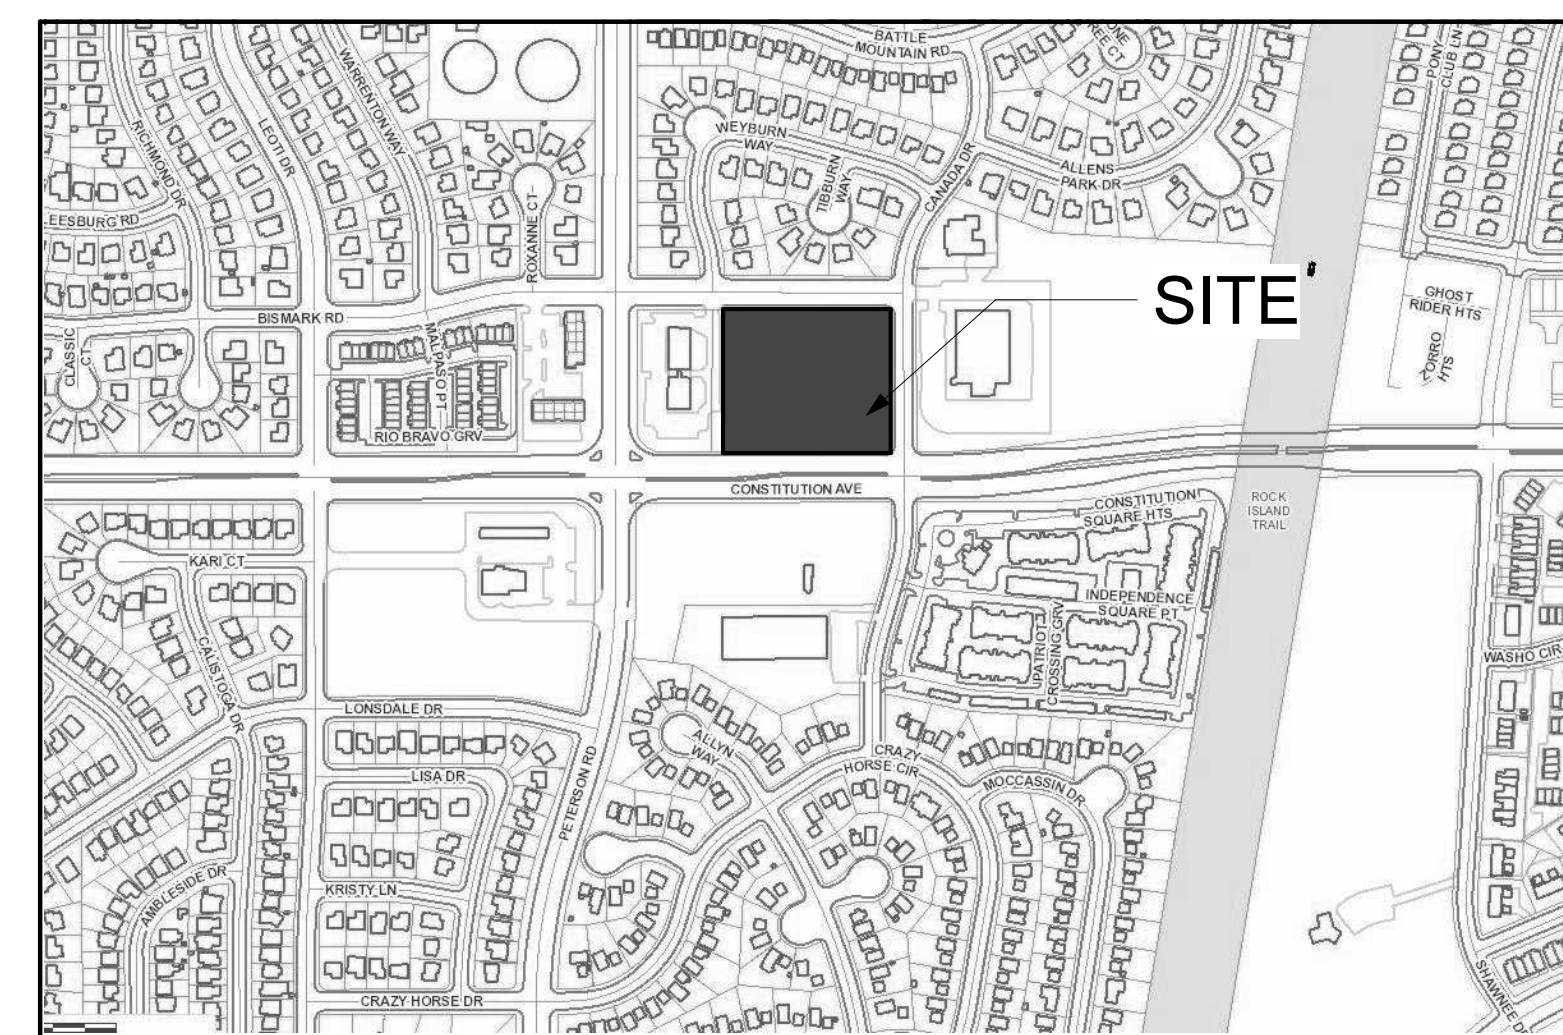 BATTLE
MOUNTAIN RD
PONY
CLUB LN
WARRENTON WAY
RICHMOND DR
LEOTI DR
WEYBURN
WAY
TIBBURN
WAY
CANADA DR
ALLENS
PARK DR
EESBURG RD
ROXANNE CT
SITE
GHOST
RIDER HTS
ZORRO
HTS
BISMARK RD
CLASSIC
CT
MALPASO PT
RIO BRAVO GRV
CONSTITUTION AVE
CONSTITUTION
SQUARE HTS
ROCK
ISLAND
TRAIL
KARI CT
INDEPENDENCE
SQUARE PT
PATRIOT
CROSSING GRV
CALISTOGA DR
WASHO CIR
LONSDALE DR
ALLYN
WAY
CRAZY
HORSE CIR
LISA DR
PETERSON RD
MOCCASSIN DR
AMBLESIDE DR
KRISTY LN
CRAZY HORSE DR
SHAWNEE